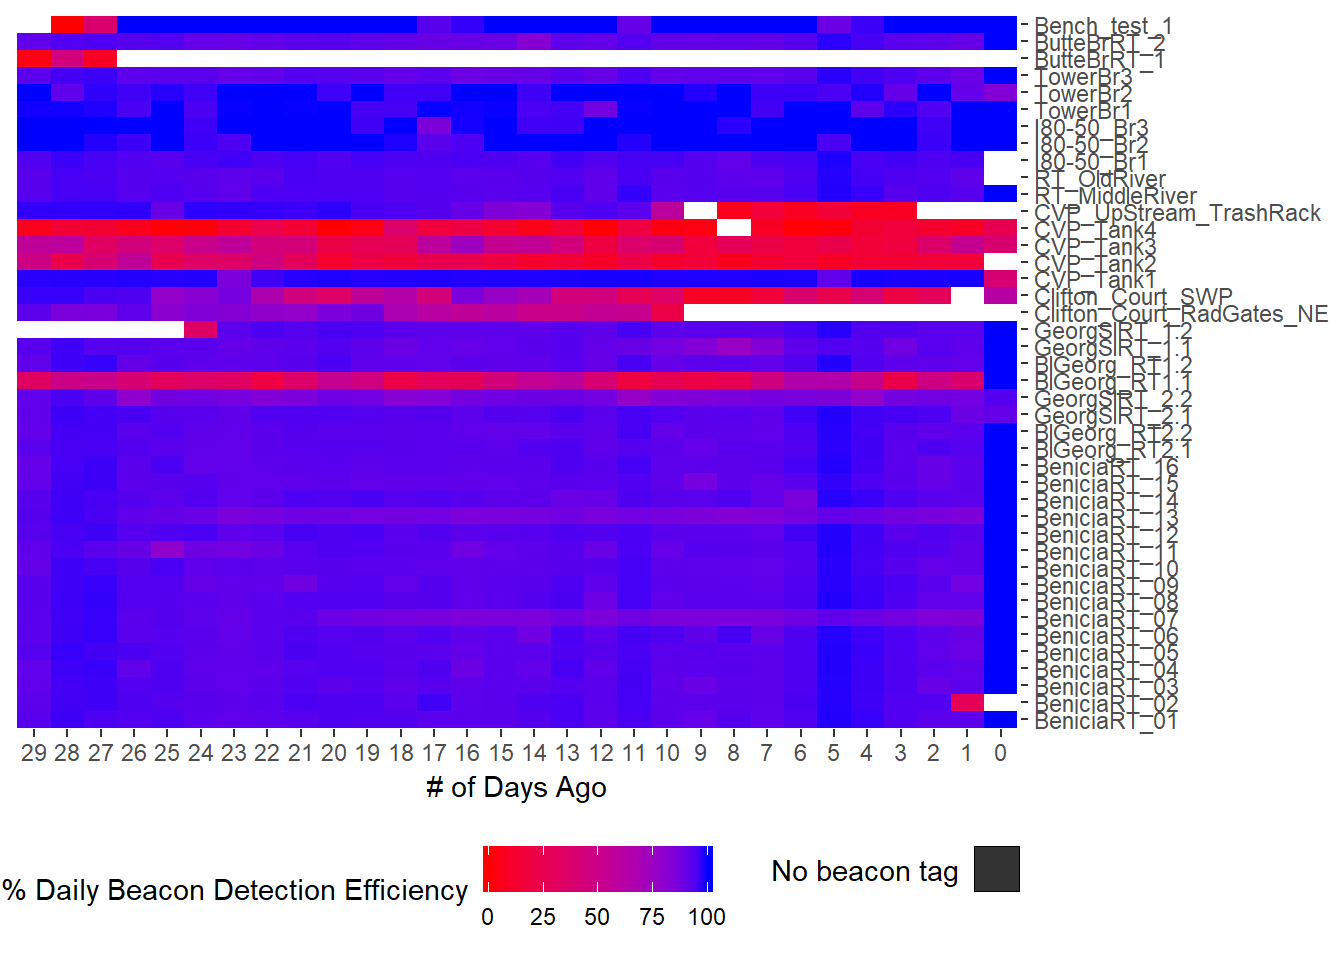 Bench_test_1
ButteBrRT_2
ButteBrRT_1
TowerBr3
TowerBr2
TowerBr1
I80-50_Br3
I80-50_Br2
I80-50_Br1
RT_OldRiver
RT_MiddleRiver
CVP_UpStream_TrashRack
CVP_Tank4
CVP_Tank3
CVP_Tank2
CVP_Tank1
Clifton_Court_SWP
Clifton_Court_RadGates_NE
GeorgSlRT_1.2
GeorgSlRT_1.1
BlGeorg_RT1.2
BlGeorg_RT1.1
GeorgSlRT_2.2
GeorgSlRT_2.1
BlGeorg_RT2.2
BlGeorg_RT2.1
BeniciaRT_16
BeniciaRT_15
BeniciaRT_14
BeniciaRT_13
BeniciaRT_12
BeniciaRT_11
BeniciaRT_10
BeniciaRT_09
BeniciaRT_08
BeniciaRT_07
BeniciaRT_06
BeniciaRT_05
BeniciaRT_04
BeniciaRT_03
BeniciaRT_02
BeniciaRT_01
29 28 27 26 25 24 23 22 21 20 19 18 17 16 15 14 13 12 11 10 9 8 7 6 5 4 3 2 1 0
# of Days Ago
% Daily Beacon Detection Efficiency
0 25 50 75 100
No beacon tag